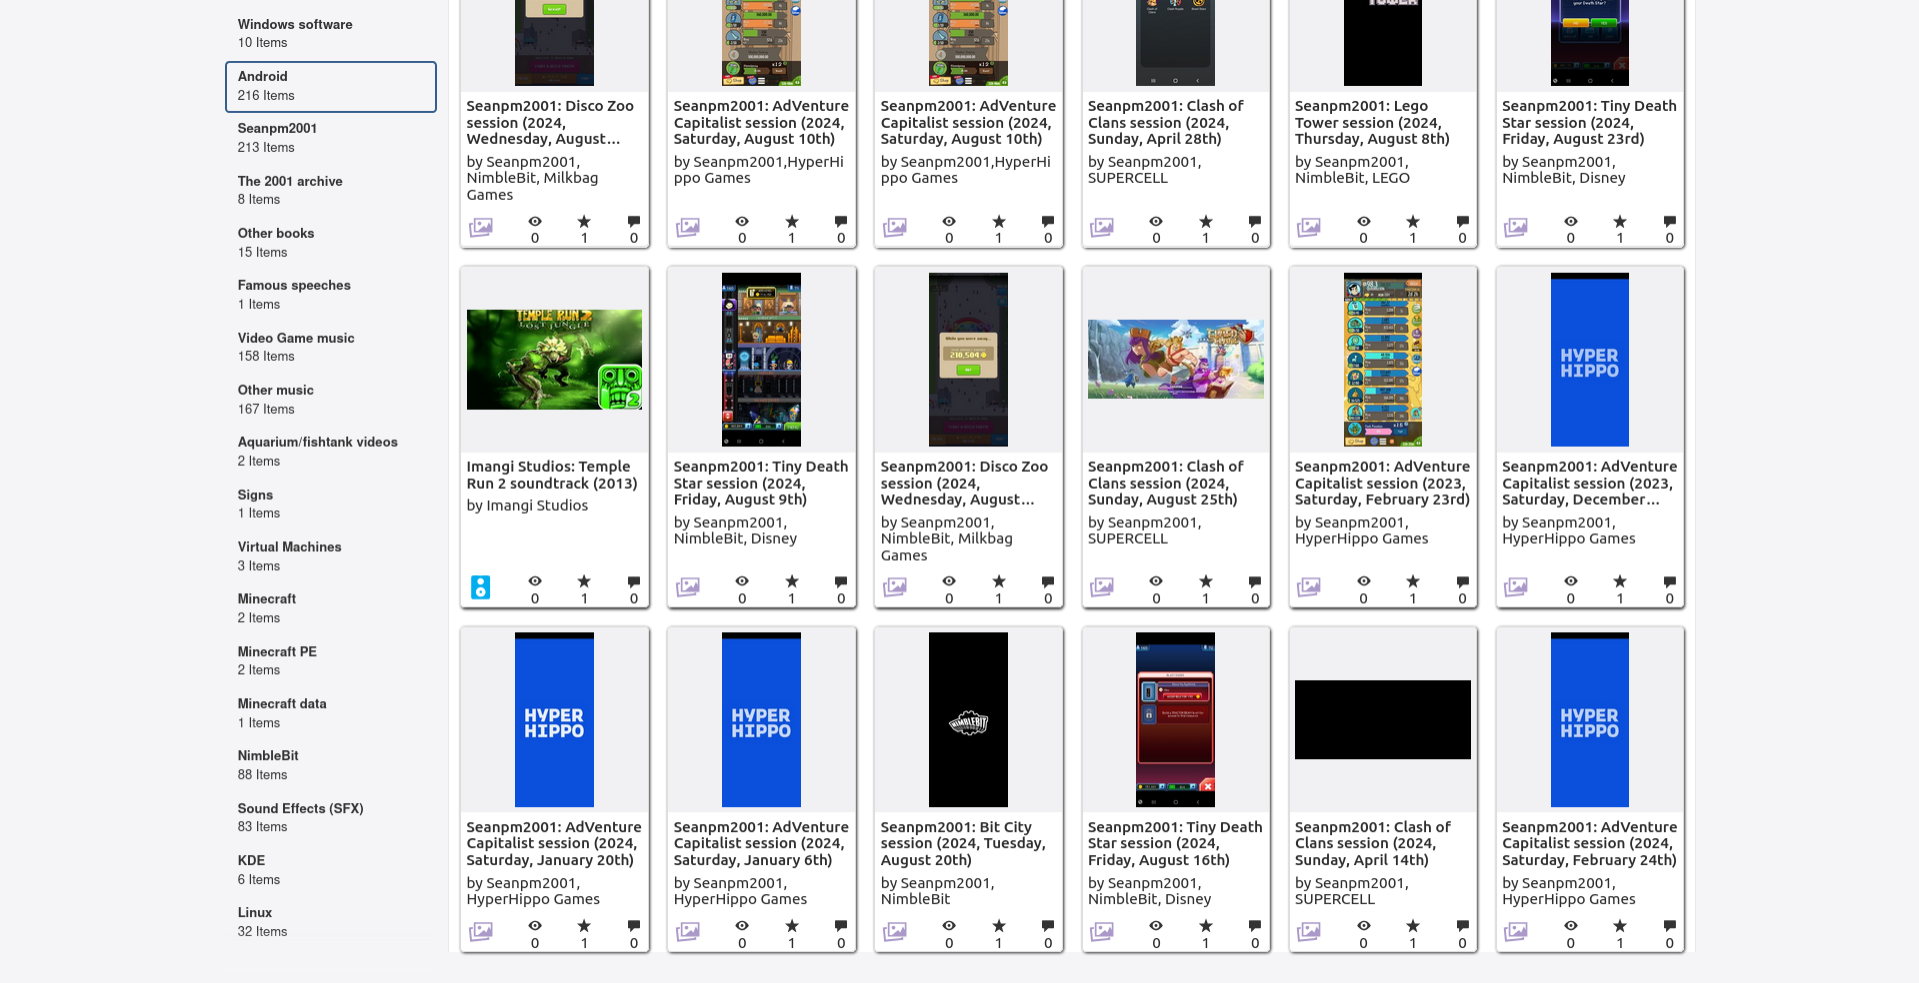 Windows software
10 Items
Android
216 Items
Seanpm2001
213 Items
The 2001 archive
8 Items
Other books
15 Items
Famous speeches
1 Items
Video Game music
158 Items
Other music
167 Items
Aquarium/fishtank videos
2 Items
Signs
1 Items
Virtual Machines
3 Items
Minecraft
2 Items
Minecraft PE
2 Items
Minecraft data
1 Items
NimbleBit
88 Items
Sound Effects (SFX)
83 Items
KDE
6 Items
Linux
32 Items
TOWER
Seanpm2001: Disco Zoo
session (2024,
Wednesday, August...
by Seanpm2001,
NimbleBit, Milkbag
Games
0 1 0
Seanpm2001: AdVenture
Capitalist session (2024,
Saturday, August 10th)
by Seanpm2001,HyperHi
ppo Games
0 1 0
Seanpm2001: AdVenture
Capitalist session (2024,
Saturday, August 10th)
by Seanpm2001,HyperHi
ppo Games
0 1 0
Seanpm2001: Clash of
Clans session (2024,
Sunday, April 28th)
by Seanpm2001,
SUPERCELL
0 1 0
Seanpm2001: Lego
Tower session (2024,
Thursday, August 8th)
by Seanpm2001,
NimbleBit, LEGO
0 1 0
Seanpm2001: Tiny Death
Star session (2024,
Friday, August 23rd)
by Seanpm2001,
NimbleBit, Disney
0 1 0
TEMPLE RUN 2
LOST JUNGLE
2
Imangi Studios: Temple
Run 2 soundtrack (2013)
by Imangi Studios
0 1 0
Seanpm2001: Tiny Death
Star session (2024,
Friday, August 9th)
by Seanpm2001,
NimbleBit, Disney
0 1 0
While you were away...
210,504
Seanpm2001: Disco Zoo
session (2024,
Wednesday, August...
by Seanpm2001,
NimbleBit, Milkbag
Games
0 1 0
Seanpm2001: Clash of
Clans session (2024,
Sunday, August 25th)
by Seanpm2001,
SUPERCELL
0 1 0
Seanpm2001: AdVenture
Capitalist session (2023,
Saturday, February 23rd)
by Seanpm2001,
HyperHippo Games
0 1 0
HYPER
HIPPO
Seanpm2001: AdVenture
Capitalist session (2023,
Saturday, December...
by Seanpm2001,
HyperHippo Games
0 1 0
HYPER
HIPPO
Seanpm2001: AdVenture
Capitalist session (2024,
Saturday, January 20th)
by Seanpm2001,
HyperHippo Games
0 1 0
HYPER
HIPPO
Seanpm2001: AdVenture
Capitalist session (2024,
Saturday, January 6th)
by Seanpm2001,
HyperHippo Games
0 1 0
NIMBLEBIT
Seanpm2001: Bit City
session (2024, Tuesday,
August 20th)
by Seanpm2001,
NimbleBit
0 1 0
Seanpm2001: Tiny Death
Star session (2024,
Friday, August 16th)
by Seanpm2001,
NimbleBit, Disney
0 1 0
Seanpm2001: Clash of
Clans session (2024,
Sunday, April 14th)
by Seanpm2001,
SUPERCELL
0 1 0
HYPER
HIPPO
Seanpm2001: AdVenture
Capitalist session (2024,
Saturday, February 24th)
by Seanpm2001,
HyperHippo Games
0 1 0